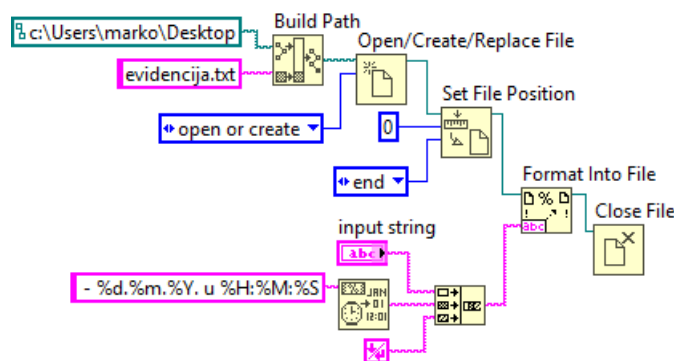 Build Path
c:\Users\marko\Desktop
Open/Create/Replace File
evidencija.txt
Set File Position
open or create
0
end
Format Into File
%
abc
Close File
input string
abc
- %d.%m.%Y. u %H:%M:%S
JAN
01
12:01